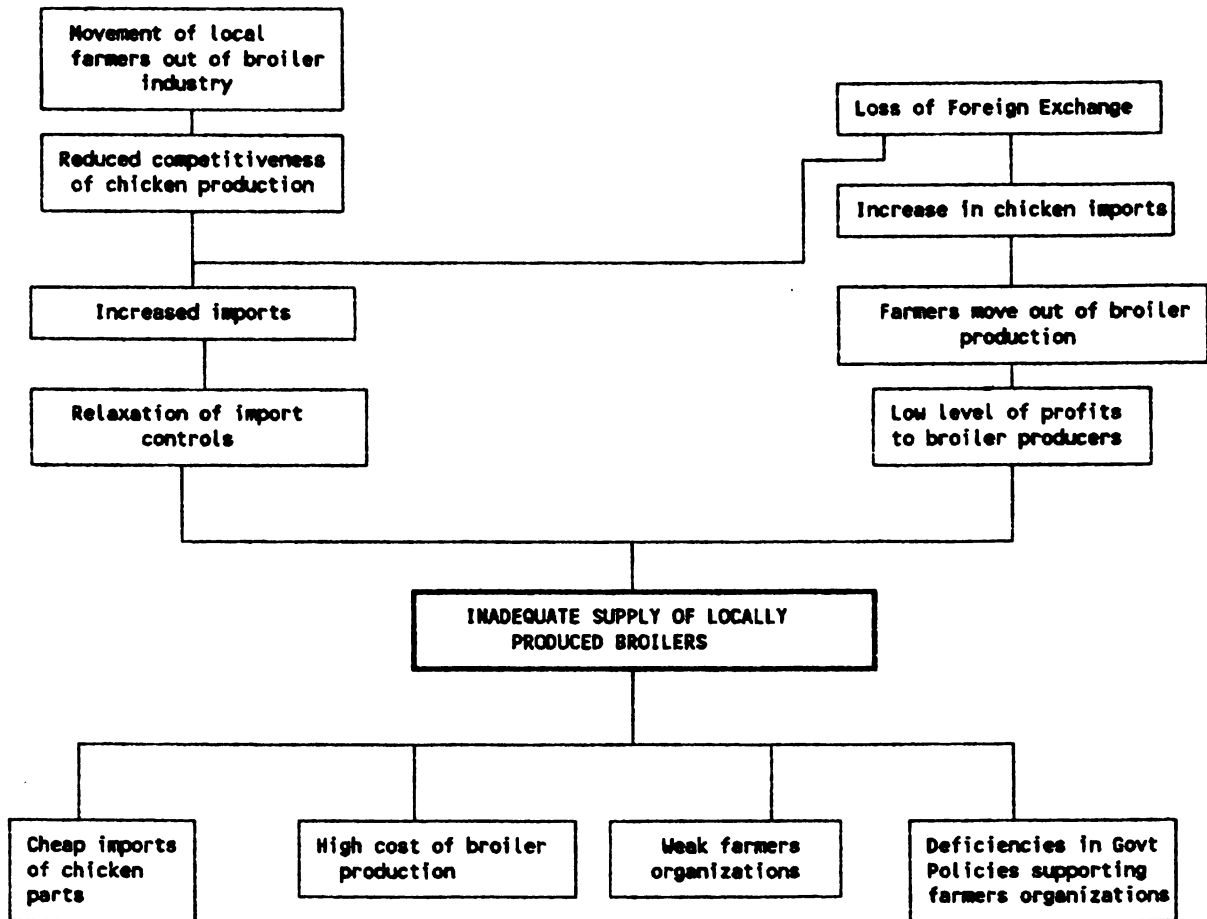 Movement of local
farmers out of broiler
industry
Reduced competitiveness
of chicken production
Increased imports
Relaxation of import
controls
Loss of Foreign Exchange
Increase in chicken imports
Farmers move out of broiler
production
Low level of profits
to broiler producers
INADEQUATE SUPPLY OF LOCALLY
PRODUCED BROILERS
Cheap imports
of chicken
parts
High cost of broiler
production
Weak farmers
organizations
Deficiencies in Govt
Policies supporting
farmers organizations